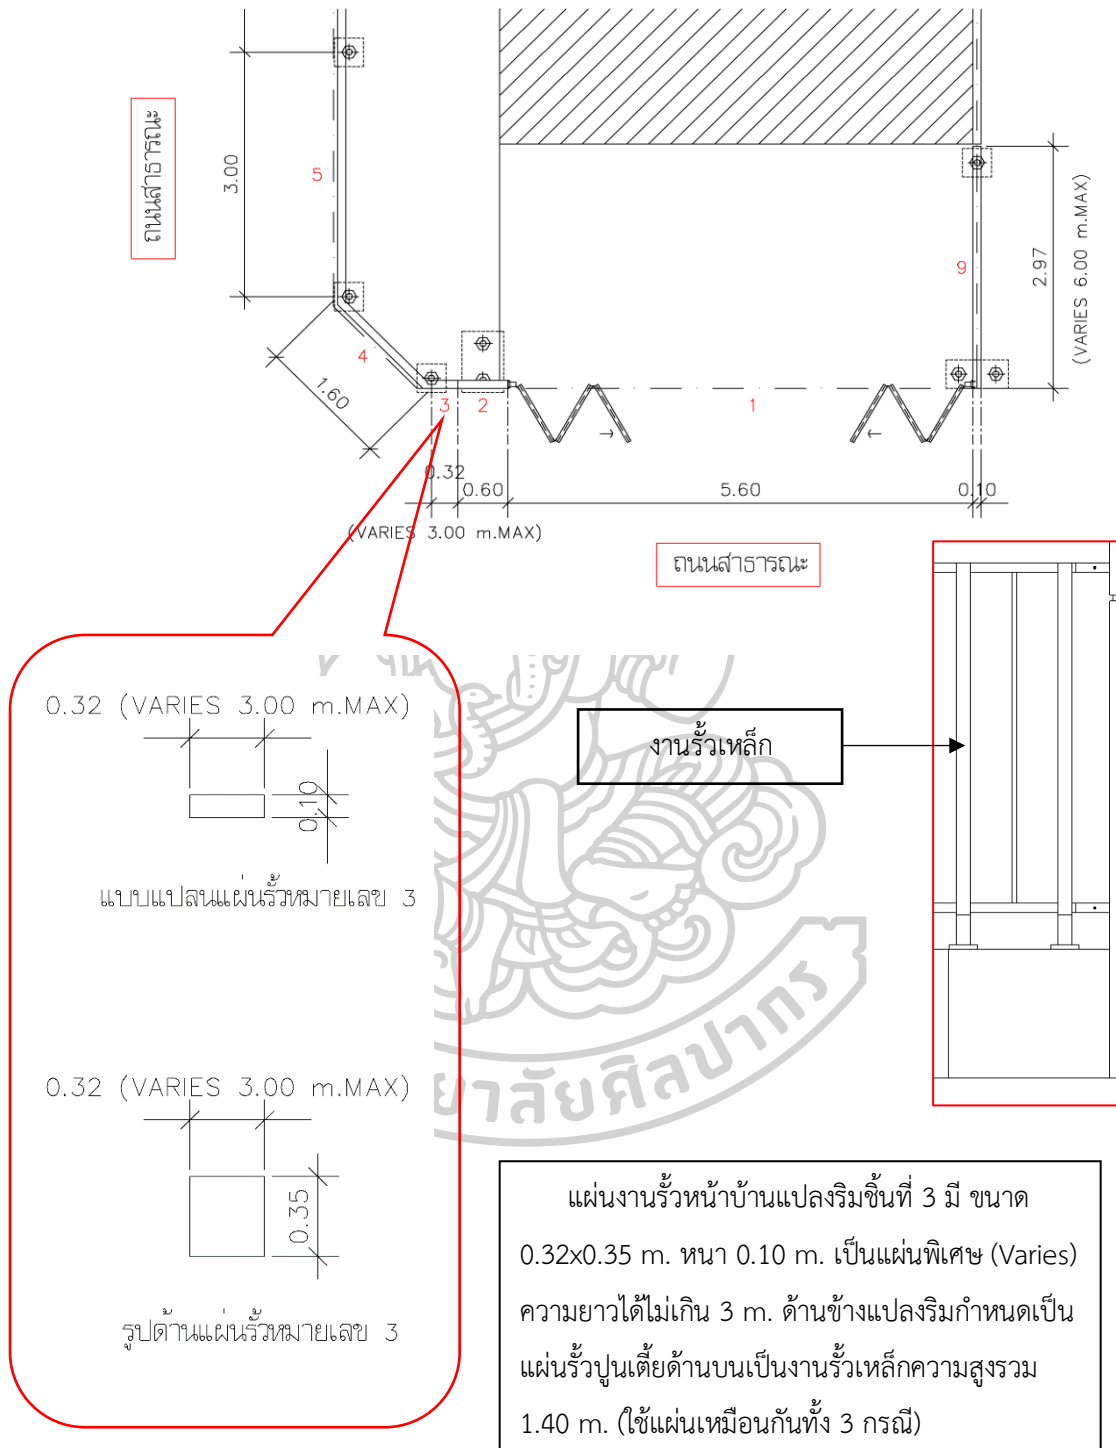 ถนนสาธารณะ
3.00
5
4
1.60
3
2
1
9
2.97
(VARIES 6.00 m.MAX)
0.32
0.60
5.60
0.10
(VARIES 3.00 m.MAX)
ถนนสาธารณะ
0.32 (VARIES 3.00 m.MAX)
0.10
แบบแปลนแผ่นรั้วหมายเลข 3
0.32 (VARIES 3.00 m.MAX)
0.35
รูปด้านแผ่นรั้วหมายเลข 3
งานรั้วเหล็ก
ยาลัยศิลปากร
แผ่นงานรั้วหน้าบ้านแปลงริมชิ้นที่ 3 มี ขนาด
0.32x0.35 m. หนา 0.10 m. เป็นแผ่นพิเศษ (Varies)
ความยาวได้ไม่เกิน 3 m. ด้านข้างแปลงริมกำหนดเป็น
แผ่นรั้วปูนเตี้ยด้านบนเป็นงานรั้วเหล็กความสูงรวม
1.40 m. (ใช้แผ่นเหมือนกันทั้ง 3 กรณี)